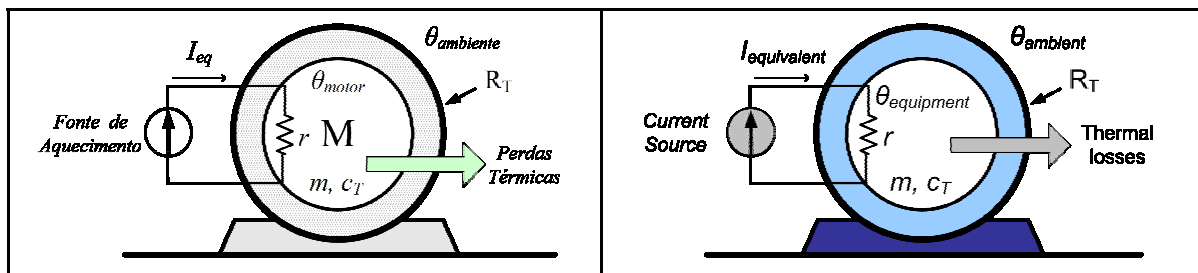 I_eq
θ_ambiente
θ_motor
R_T
Fonte de
Aquecimento
r
M
Perdas
Térmicas
m, c_T
I_equivalent
θ_ambient
θ_equipment
R_T
Current
Source
r
Thermal
losses
m, c_T